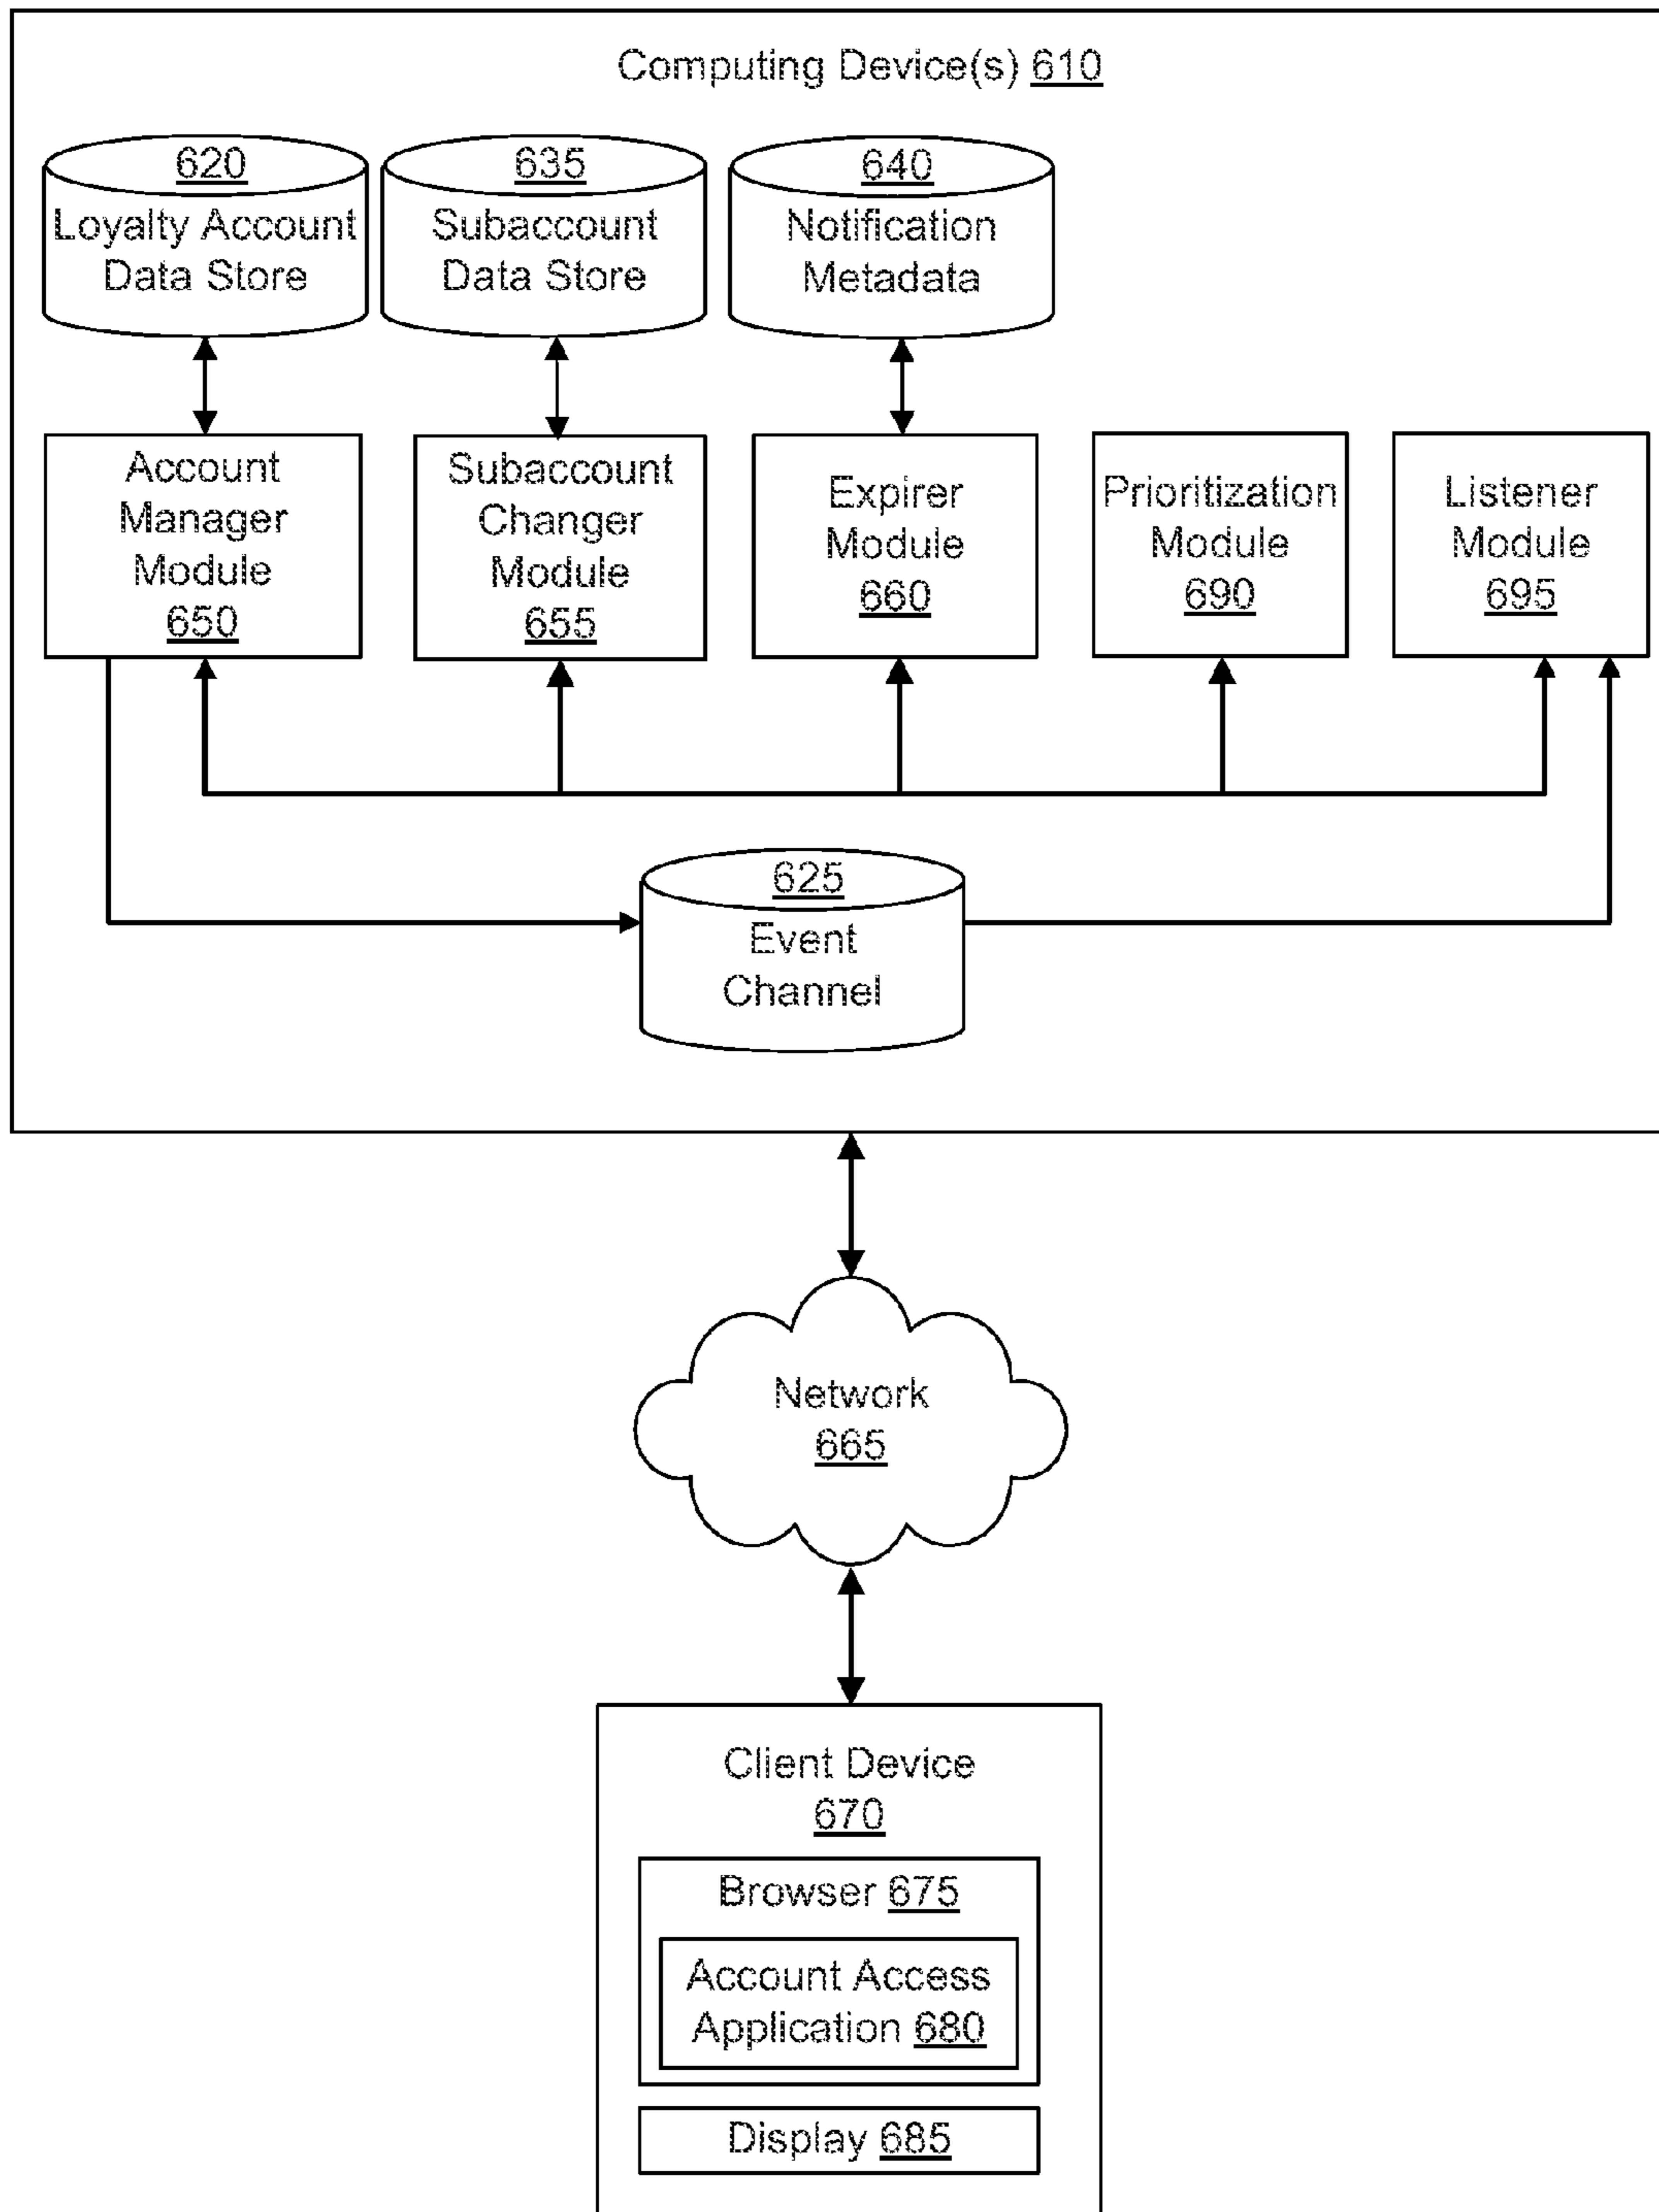 Computing Device(s) 610
620
Loyalty Account
Data Store
635
Subaccount
Data Store
640
Notification
Metadata
Account
Manager
Module
650
Subaccount
Changer
Module
655
Expirer
Module
660
Prioritization
Module
690
Listener
Module
695
625
Event
Channel
Network
665
Client Device
670
Browser 675
Account Access
Application 680
Display 685